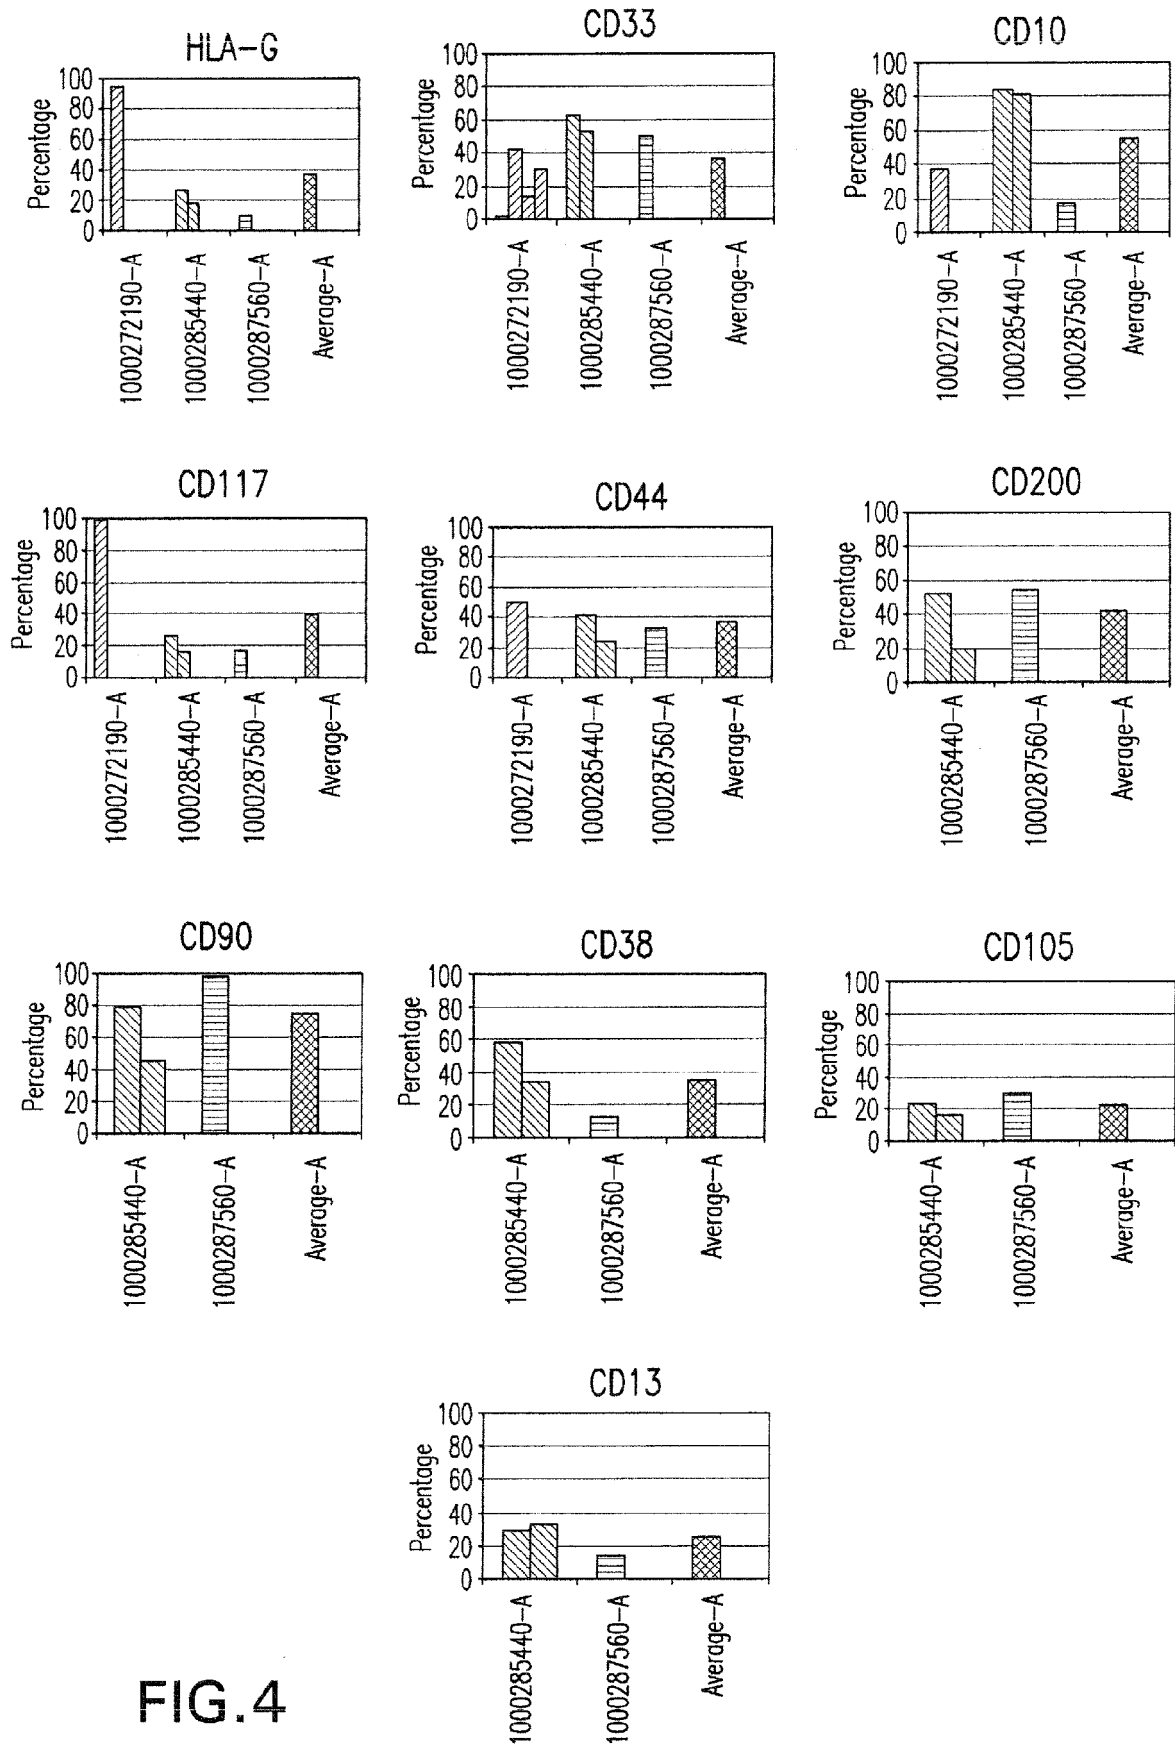 HLA-G
Percentage
100
80
60
40
20
0
1000272190-A
1000285440-A
1000287560-A
Average-A
CD33
Percentage
100
80
60
40
20
0
1000272190-A
1000285440-A
1000287560-A
Average-A
CD10
Percentage
100
80
60
40
20
0
1000272190-A
1000285440-A
1000287560-A
Average-A
CD117
Percentage
100
80
60
40
20
0
1000272190-A
1000285440-A
1000287560-A
Average-A
CD44
Percentage
100
80
60
40
20
0
1000272190-A
1000285440-A
1000287560-A
Average-A
CD200
Percentage
100
80
60
40
20
0
1000285440-A
1000287560-A
Average-A
CD90
Percentage
100
80
60
40
20
0
1000285440-A
1000287560-A
Average-A
CD38
Percentage
100
80
60
40
20
0
1000285440-A
1000287560-A
Average-A
CD105
Percentage
100
80
60
40
20
0
1000285440-A
1000287560-A
Average-A
CD13
Percentage
100
80
60
40
20
0
1000285440-A
1000287560-A
Average-A
FIG.4